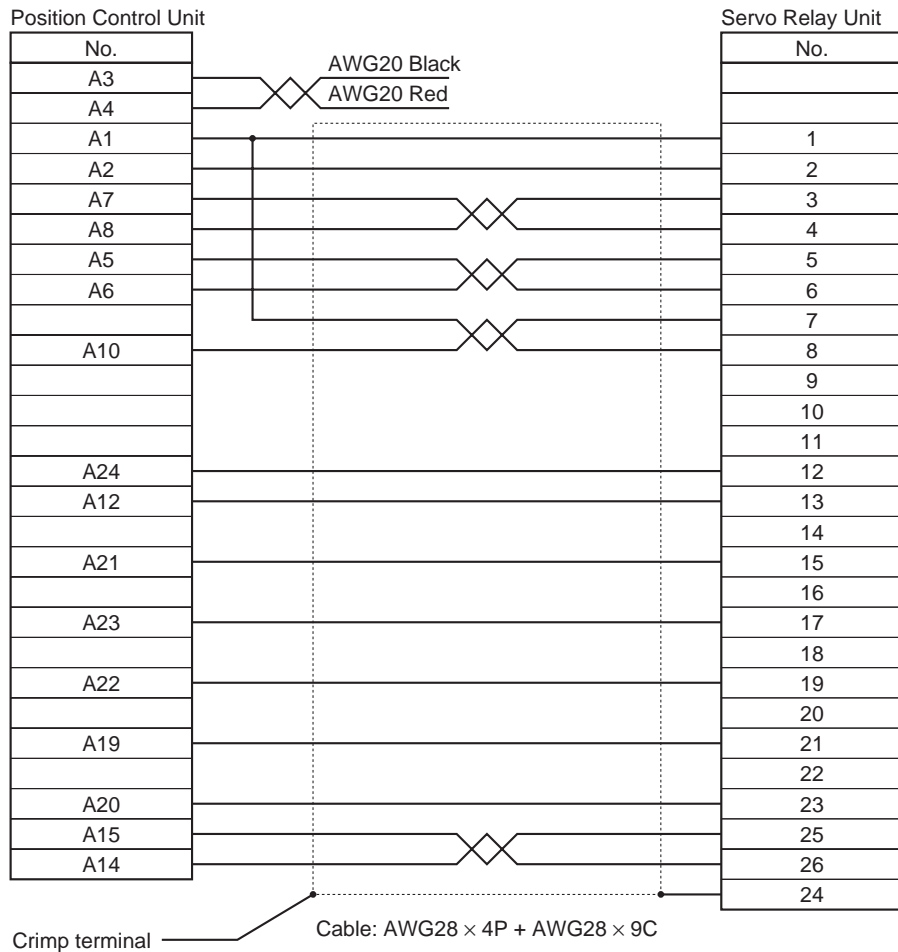 Position Control Unit
Servo Relay Unit
No.
No.
A3
AWG20 Black
A4
AWG20 Red
A1
1
A2
2
A7
3
A8
4
A5
5
A6
6
7
A10
8
9
10
11
A24
12
A12
13
14
A21
15
16
A23
17
18
A22
19
20
A19
21
22
A20
23
A15
25
A14
26
24
Crimp terminal
Cable: AWG28 × 4P + AWG28 × 9C